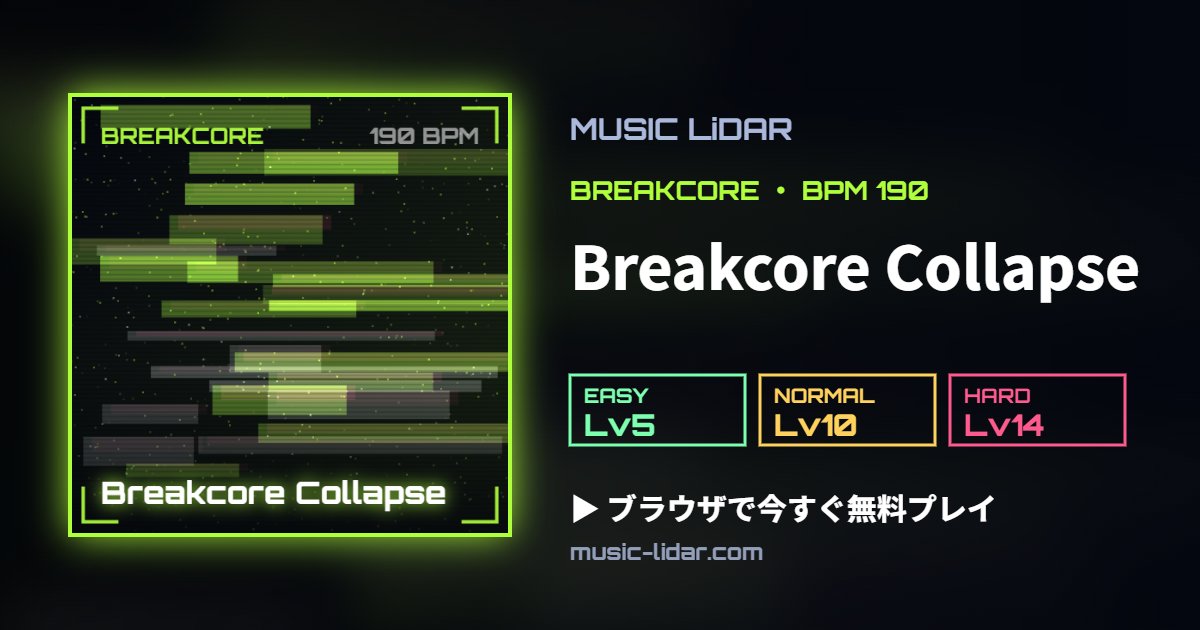 BREAKCORE 190 BPM
Breakcore Collapse
MUSIC LiDAR
BREAKCORE • BPM 190
Breakcore Collapse
EASY
Lv5
NORMAL
Lv10
HARD
Lv14
▶ ブラウザで今すぐ無料プレイ
music-lidar.com